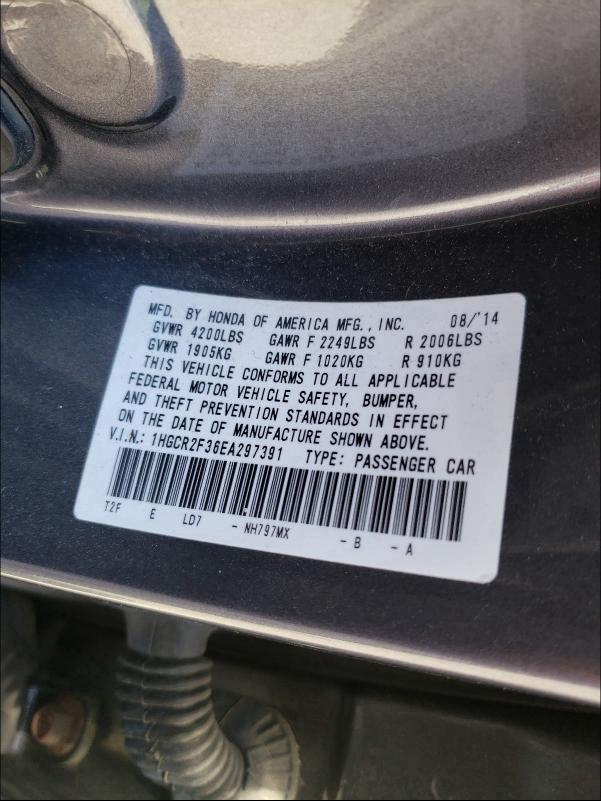 MFD. BY HONDA OF AMERICA MFG., INC. 08/'14
GVWR 4200LBS GAWR F 2249LBS R 2006LBS
GVWR 1905KG GAWR F 1020KG R 910KG
THIS VEHICLE CONFORMS TO ALL APPLICABLE
FEDERAL MOTOR VEHICLE SAFETY, BUMPER,
AND THEFT PREVENTION STANDARDS IN EFFECT
ON THE DATE OF MANUFACTURE SHOWN ABOVE.
V.I.N.: 1HGCR2F36EA297391 TYPE: PASSENGER CAR
T2F E LD7 - NH797MX - B - A